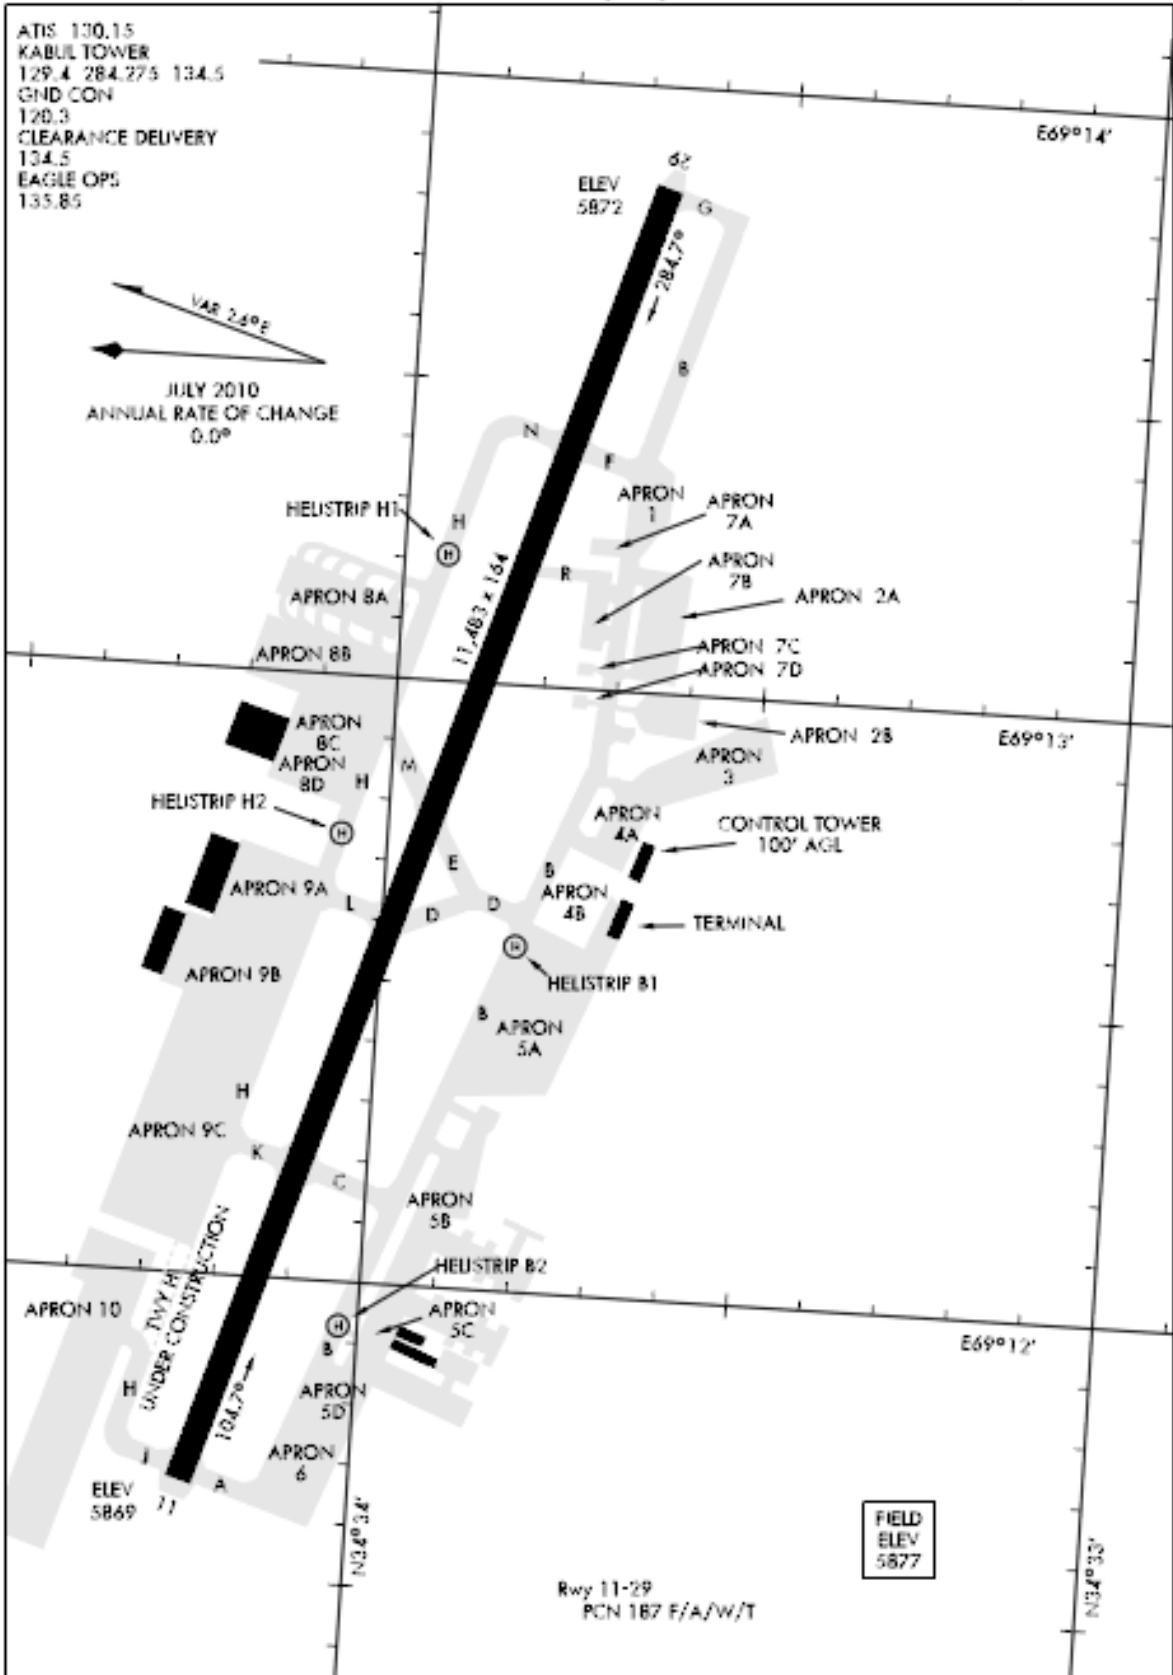 ATIS 130.15
KABUL TOWER
129.4 284.275 134.5
GND CON
120.3
CLEARANCE DELIVERY
134.5
EAGLE OPS
135.85
E69°14'
29
ELEV
5872
G
284.7°
VAR 2.6°E
B
JULY 2010
ANNUAL RATE OF CHANGE
0.0°
N
F
APRON
1
APRON
7A
HELISTRIP H1
H
H
APRON
7B
R
11,483 x 164
APRON 8A
APRON 2A
APRON 8B
APRON 7C
APRON 7D
APRON
8C
APRON 2B
E69°13'
APRON
3
M
APRON
8D
H
HELISTRIP H2
H
APRON
4A
CONTROL TOWER
100' AGL
E
B
APRON 9A
L
D
D
APRON
4B
TERMINAL
H
APRON 9B
HELISTRIP B1
B
APRON
5A
H
APRON 9C
K
C
APRON
5B
HELISTRIP B2
TWY H
UNDER CONSTRUCTION
APRON 10
H
APRON
5C
B
E69°12'
H
104.7°
APRON
5D
J
APRON
6
A
ELEV
5869
11
N34°34'
FIELD
ELEV
5877
N34°33'
Rwy 11-29
PCN 187 F/A/W/T